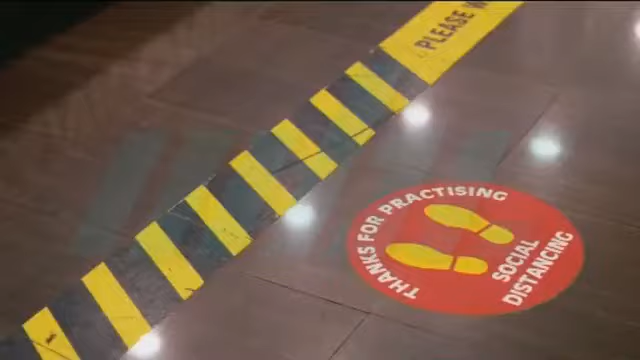 PLEASE
THANKS FOR PRACTISING
SOCIAL
DISTANCING